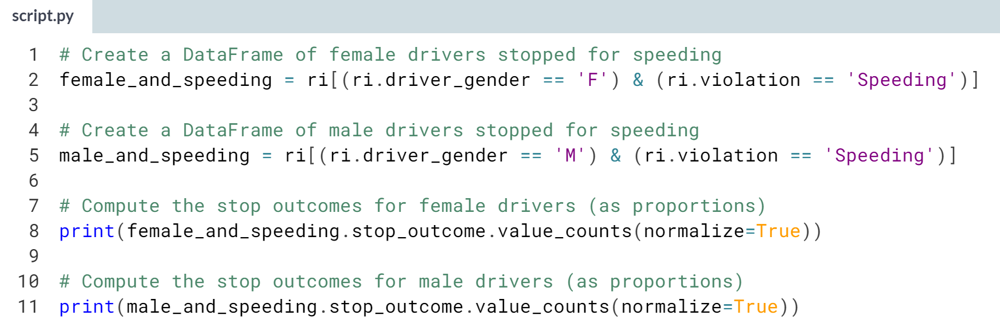 script.py
1 # Create a DataFrame of female drivers stopped for speeding
2 female_and_speeding = ri[(ri.driver_gender == 'F') & (ri.violation == 'Speeding')]
3
4 # Create a DataFrame of male drivers stopped for speeding
5 male_and_speeding = ri[(ri.driver_gender == 'M') & (ri.violation == 'Speeding')]
6
7 # Compute the stop outcomes for female drivers (as proportions)
8 print(female_and_speeding.stop_outcome.value_counts(normalize=True))
9
10 # Compute the stop outcomes for male drivers (as proportions)
11 print(male_and_speeding.stop_outcome.value_counts(normalize=True))